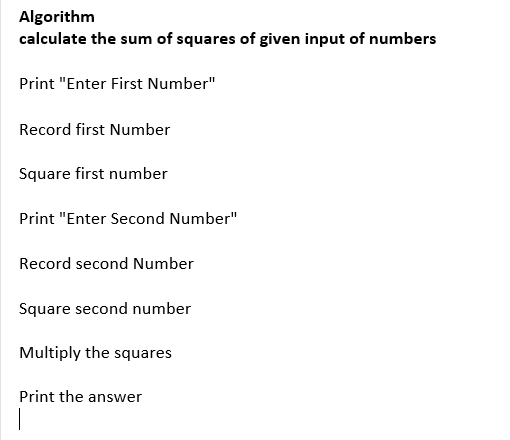 Algorithm
calculate the sum of squares of given input of numbers
Print "Enter First Number"
Record first Number
Square first number
Print "Enter Second Number"
Record second Number
Square second number
Multiply the squares
Print the answer